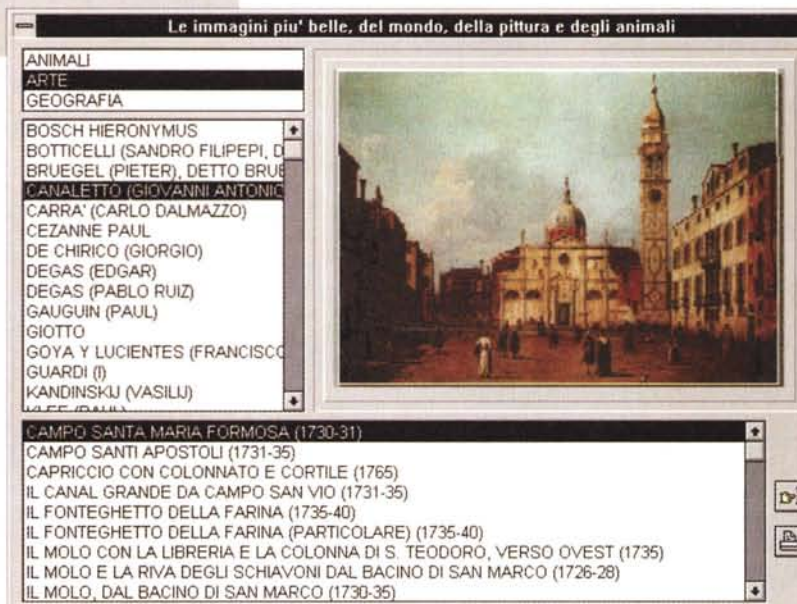 Le immagini piu' belle, del mondo, della pittura e degli animali
ANIMALI
ARTE
GEOGRAFIA
BOSCH HIERONYMUS
BOTTICELLI (SANDRO FILIPEPI, D
BRUEGEL (PIETER), DETTO BRUE
CANALETTO (GIOVANNI ANTONIO
CARRA' (CARLO DALMAZZO)
CEZANNE PAUL
DE CHIRICO (GIORGIO)
DEGAS (EDGAR)
DEGAS (PABLO RUIZ)
GAUGUIN (PAUL)
GIOTTO
GOYA Y LUCIENTES (FRANCISCO
GUARDI (I)
KANDINSKIJ (VASILIJ)
KLEE (PAUL)
CAMPO SANTA MARIA FORMOSA (1730-31)
CAMPO SANTI APOSTOLI (1731-35)
CAPRICCIO CON COLONNATO E CORTILE (1765)
IL CANAL GRANDE DA CAMPO SAN VIO (1731-35)
IL FONTEGHETTO DELLA FARINA (1735-40)
IL FONTEGHETTO DELLA FARINA (PARTICOLARE) (1735-40)
IL MOLO CON LA LIBRERIA E LA COLONNA DI S. TEODORO, VERSO OVEST (1735)
IL MOLO E LA RIVA DEGLI SCHIAVONI DAL BACINO DI SAN MARCO (1726-28)
IL MOLO, DAL BACINO DI SAN MARCO (1730-35)